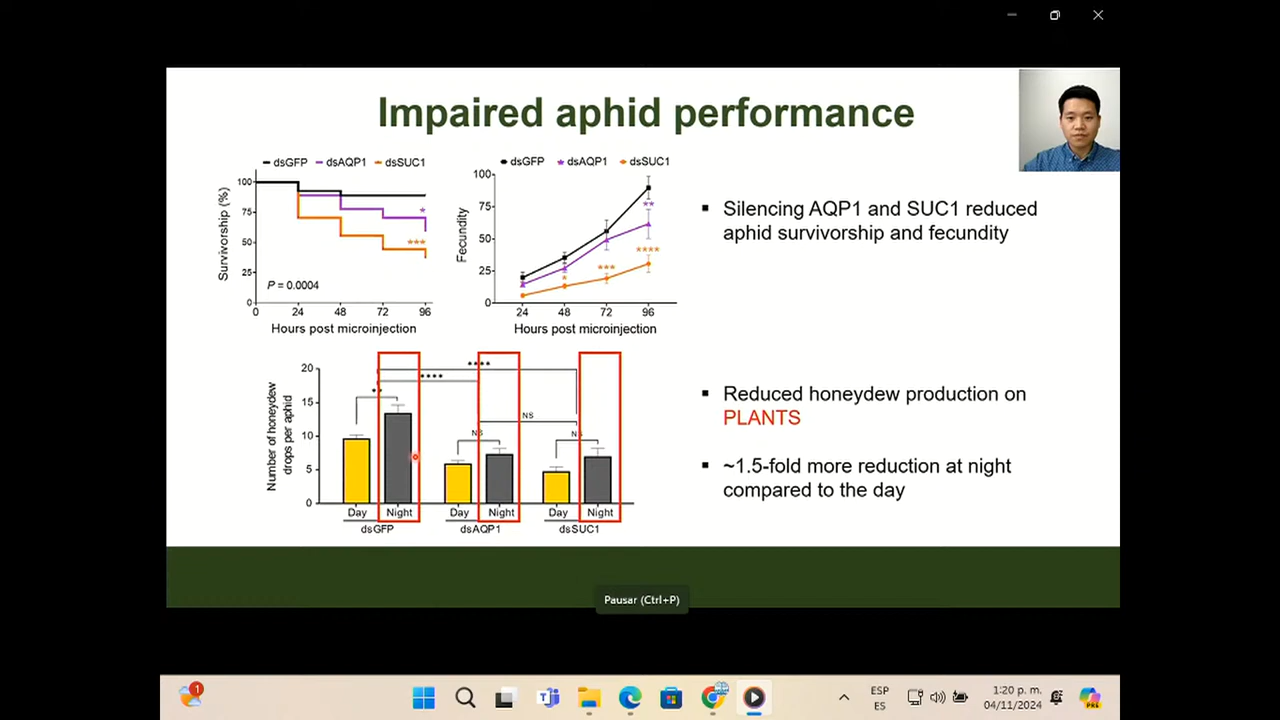 Impaired aphid performance
dsGFP dsAQP1 dsSUC1
Survivorship (%)
100
75
50
25
0
*
***
P = 0.0004
0 24 48 72 96
Hours post microinjection
dsGFP dsAQP1 dsSUC1
Fecundity
100
75
50
25
0
**
****
***
*
24 48 72 96
Hours post microinjection
▪ Silencing AQP1 and SUC1 reduced
aphid survivorship and fecundity
Number of honeydew
drops per aphid
20
15
10
5
0
****
****
**
NS
NS
NS
Day Night Day Night Day Night
dsGFP dsAQP1 dsSUC1
▪ Reduced honeydew production on
PLANTS
▪ ~1.5-fold more reduction at night
compared to the day
Pausar (Ctrl+P)
1
ESP
ES
1:20 p. m.
04/11/2024
PRE